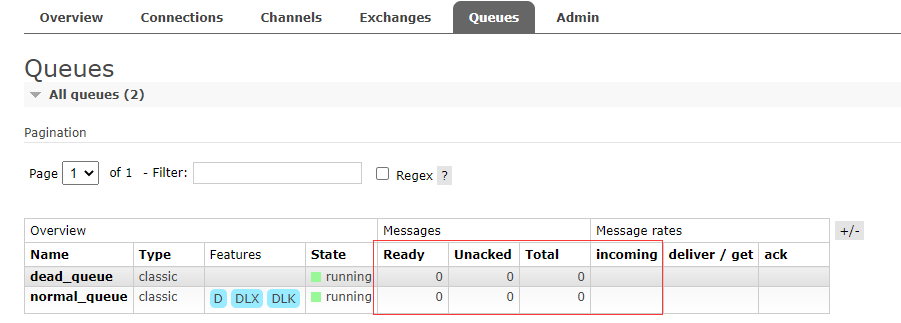 Overview Connections Channels Exchanges Queues Admin
Queues
All queues (2)
Pagination
Page 1 of 1 - Filter: Regex ?
Overview Messages Message rates +/-
Name Type Features State Ready Unacked Total incoming deliver / get ack
dead_queue classic running 0 0 0
normal_queue classic D DLX DLK running 0 0 0